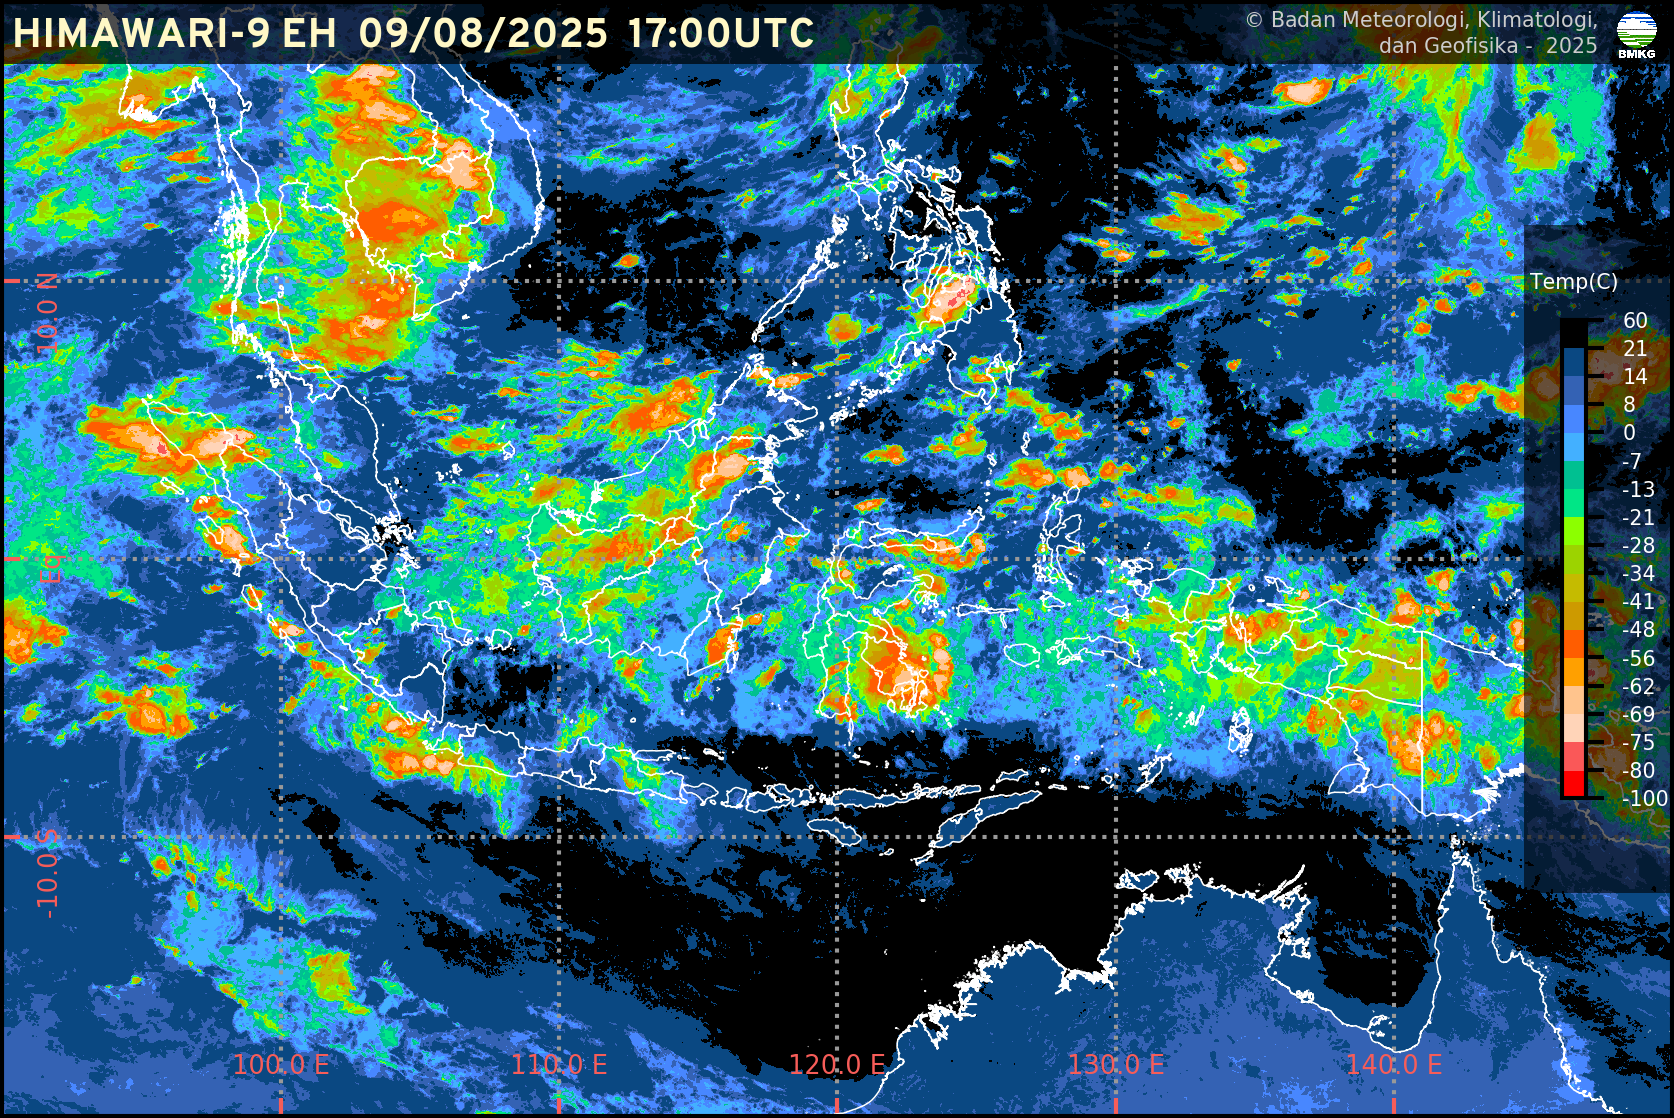 HIMAWARI-9 EH 09/08/2025 17:00UTC
© Badan Meteorologi, Klimatologi,
dan Geofisika - 2025
BMKG
10.0 N
EQ
-10.0 S
Temp(C)
60
21
14
8
0
-7
-13
-21
-28
-34
-41
-48
-56
-62
-69
-75
-80
-100
100.0 E
110.0 E
120.0 E
130.0 E
140.0 E